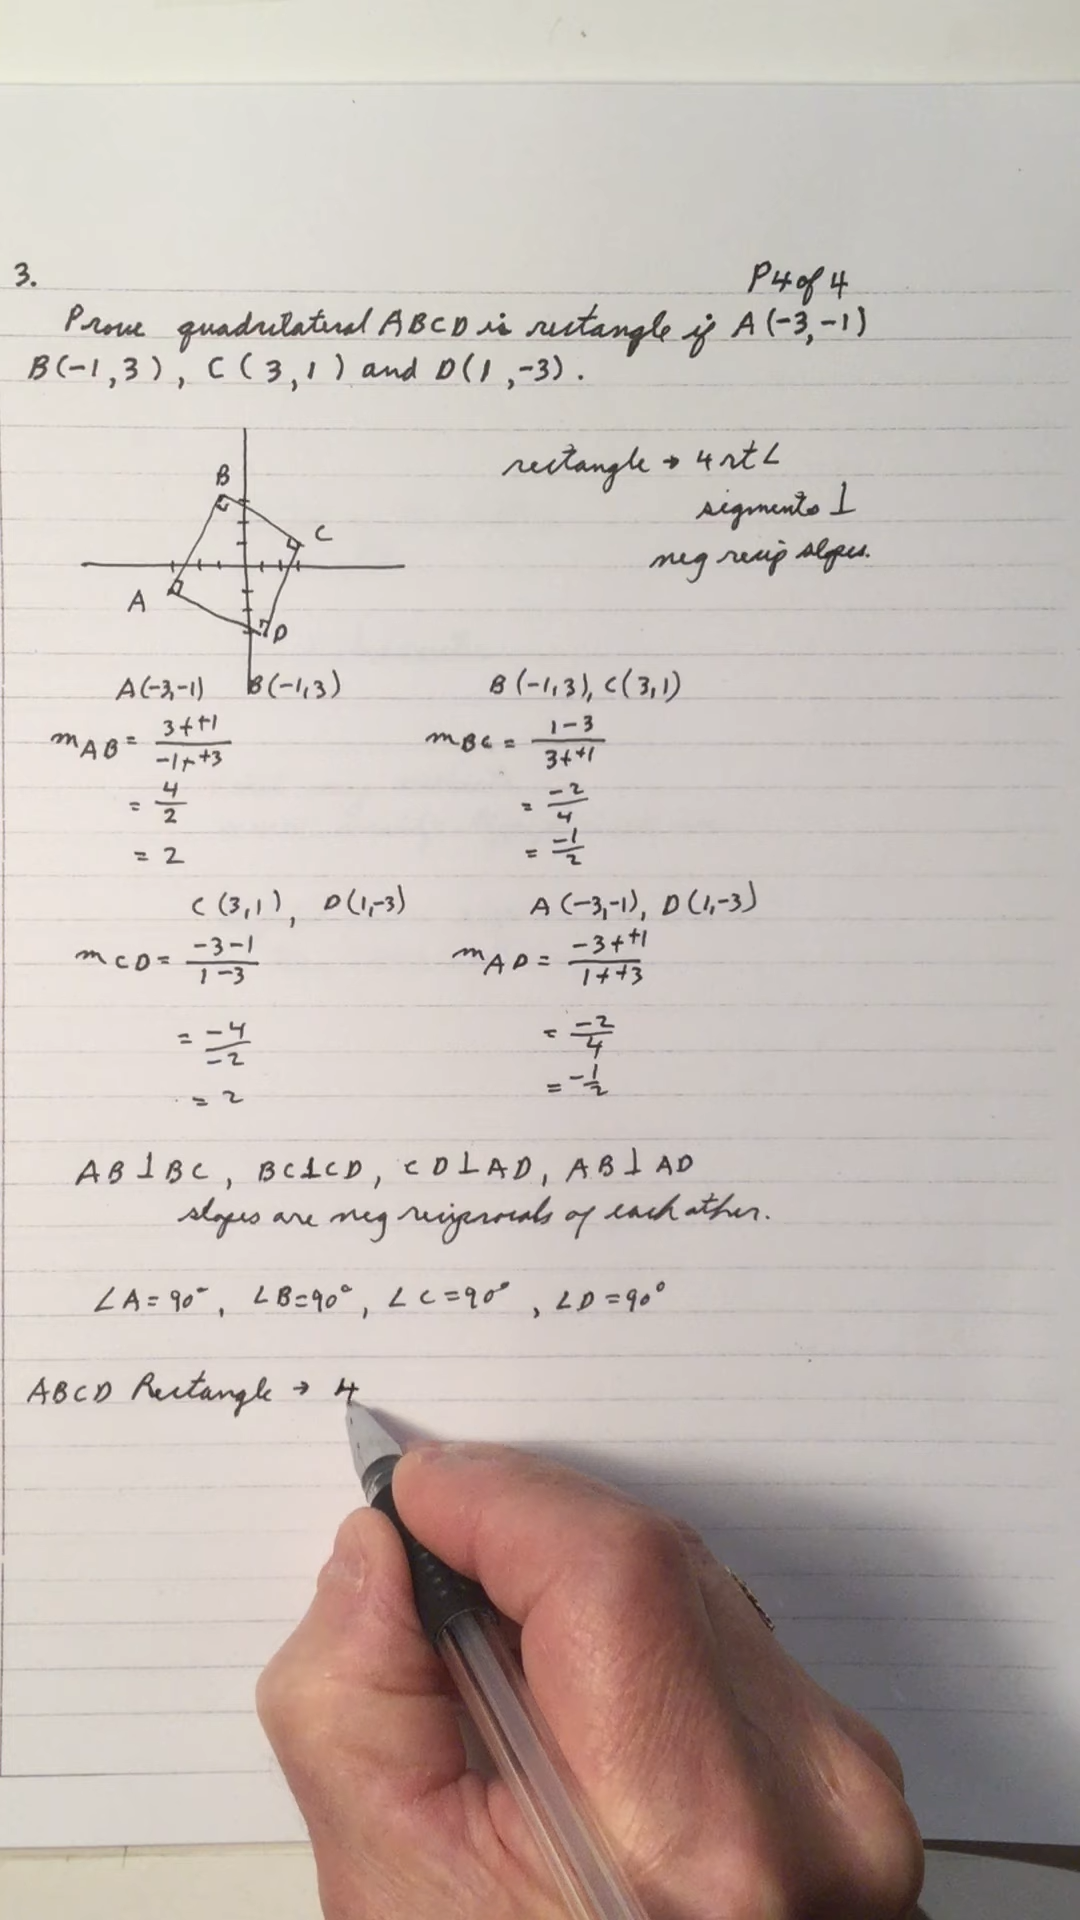 3.
P4 of 4
Prove quadrilateral ABCD is rectangle if A(-3,-1)
B(-1,3), C(3,1) and D(1,-3).
rectangle → 4 rt ∠
segments ⊥
neg recip slopes.
B
C
A
D
A(-3,-1) B(-1,3)
m AB = 3++1 / -1++3
= 4/2
= 2
B(-1,3), C(3,1)
m BC = 1-3 / 3++1
= -2/4
= -1/2
C(3,1), D(1,-3)
m CD = -3-1 / 1-3
= -4/-2
= 2
A(-3,-1), D(1,-3)
m AD = -3++1 / 1++3
= -2/4
= -1/2
AB⊥BC, BC⊥CD, CD⊥AD, AB⊥AD
slopes are neg reciprocals of each other.
∠A=90°, ∠B=90°, ∠C=90°, ∠D=90°
ABCD Rectangle → 4